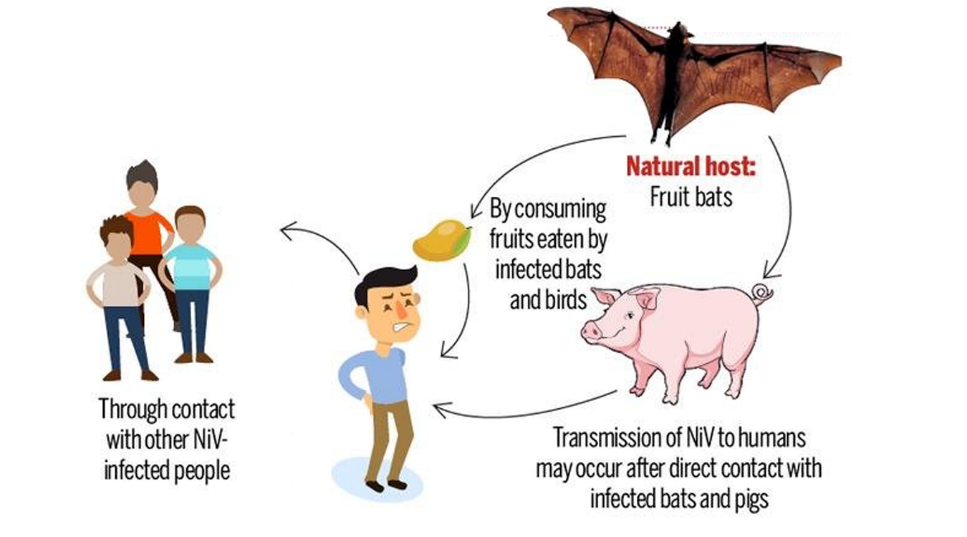 Natural host:
Fruit bats
By consuming
fruits eaten by
infected bats
and birds
Through contact
with other NiV-
infected people
Transmission of NiV to humans
may occur after direct contact with
infected bats and pigs